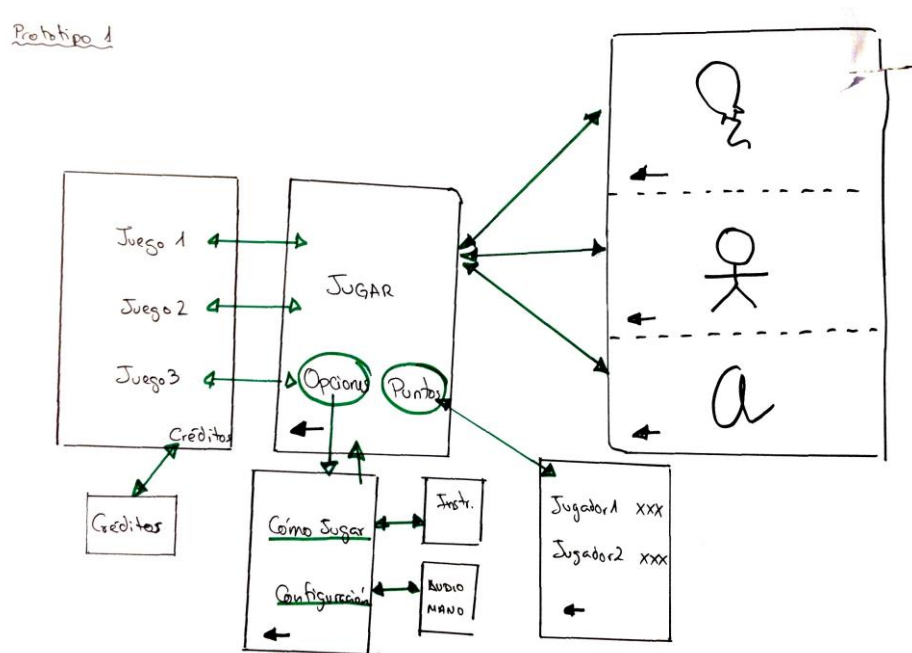 Prototipo 1
Juego 1
Juego 2
Juego 3
Créditos
Créditos
JUGAR
Opciones
Puntos
Cómo Jugar
Configuración
Instr.
AUDIO
MANO
a
Jugador1 xxx
Jugador2 xxx